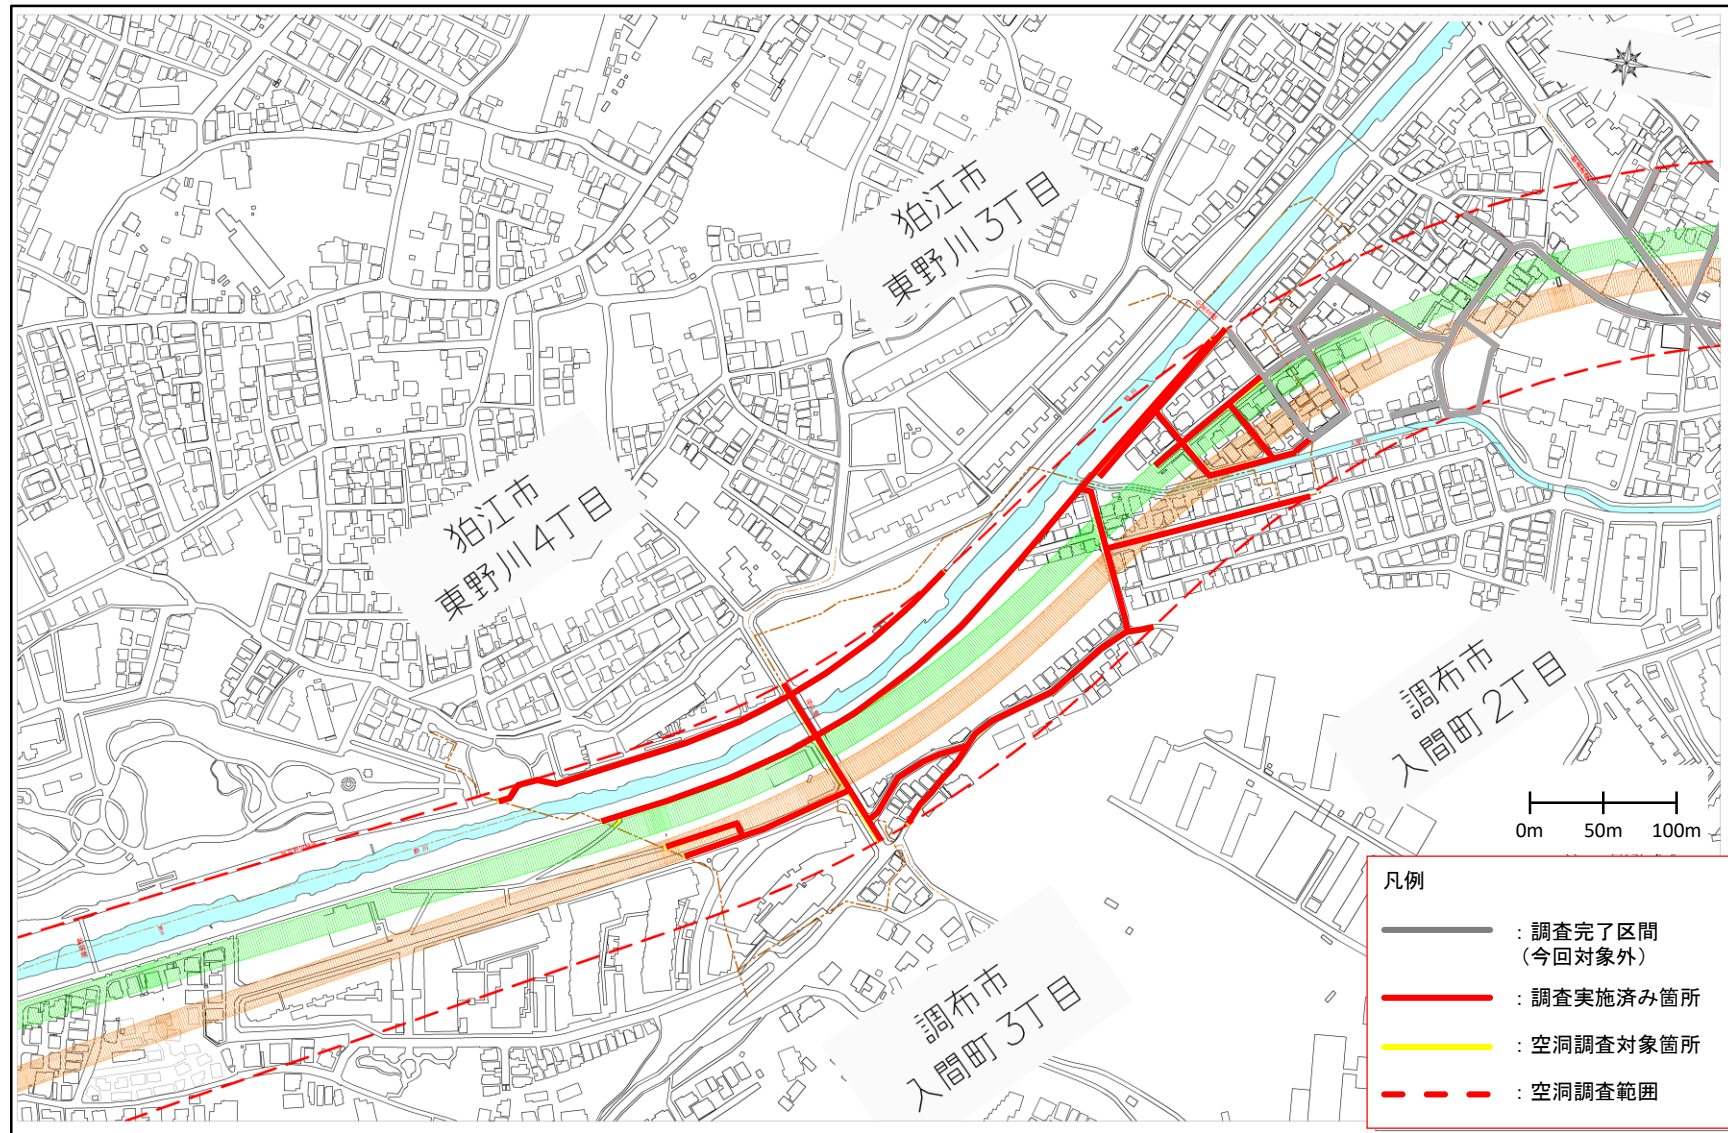 狛江市
東野川3丁目
狛江市
東野川4丁目
調布市
入間町2丁目
調布市
入間町3丁目
0m 50m 100m
凡例
：調査完了区間
（今回対象外）
：調査実施済み箇所
：空洞調査対象箇所
：空洞調査範囲